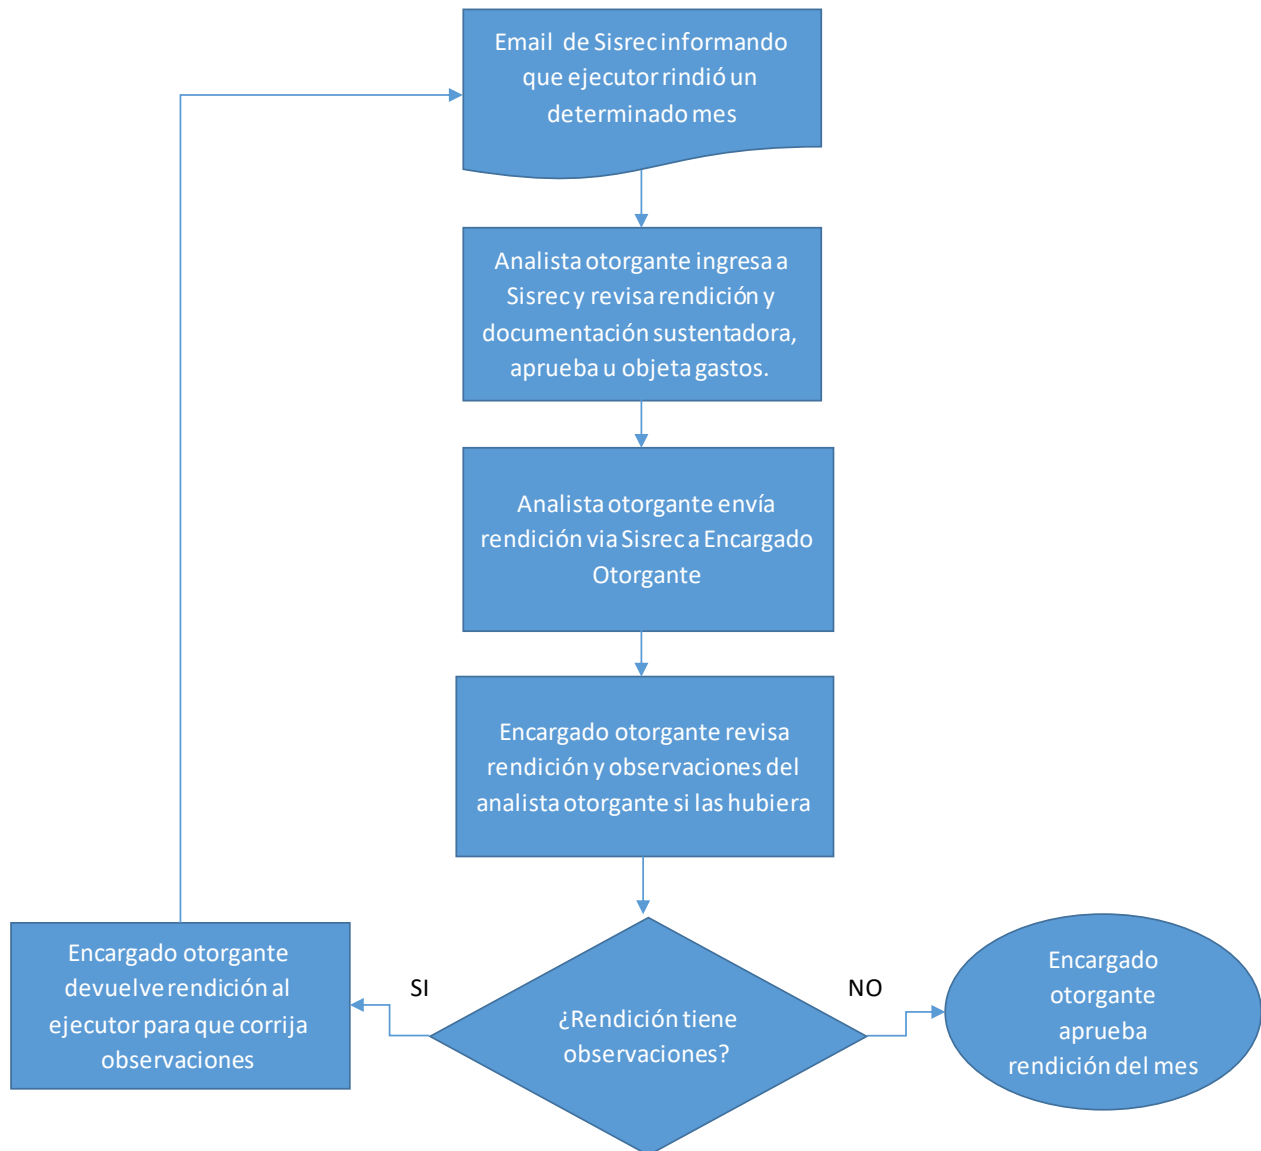 Email de Sisrec informando
que ejecutor rindió un
determinado mes
Analista otorgante ingresa a
Sisrec y revisa rendición y
documentación sustentadora,
aprueba u objeta gastos.
Analista otorgante envía
rendición via Sisrec a Encargado
Otorgante
Encargado otorgante revisa
rendición y observaciones del
analista otorgante si las hubiera
Encargado otorgante
devuelve rendición al
ejecutor para que corrija
observaciones
SI
¿Rendición tiene
observaciones?
NO
Encargado
otorgante
aprueba
rendición del mes